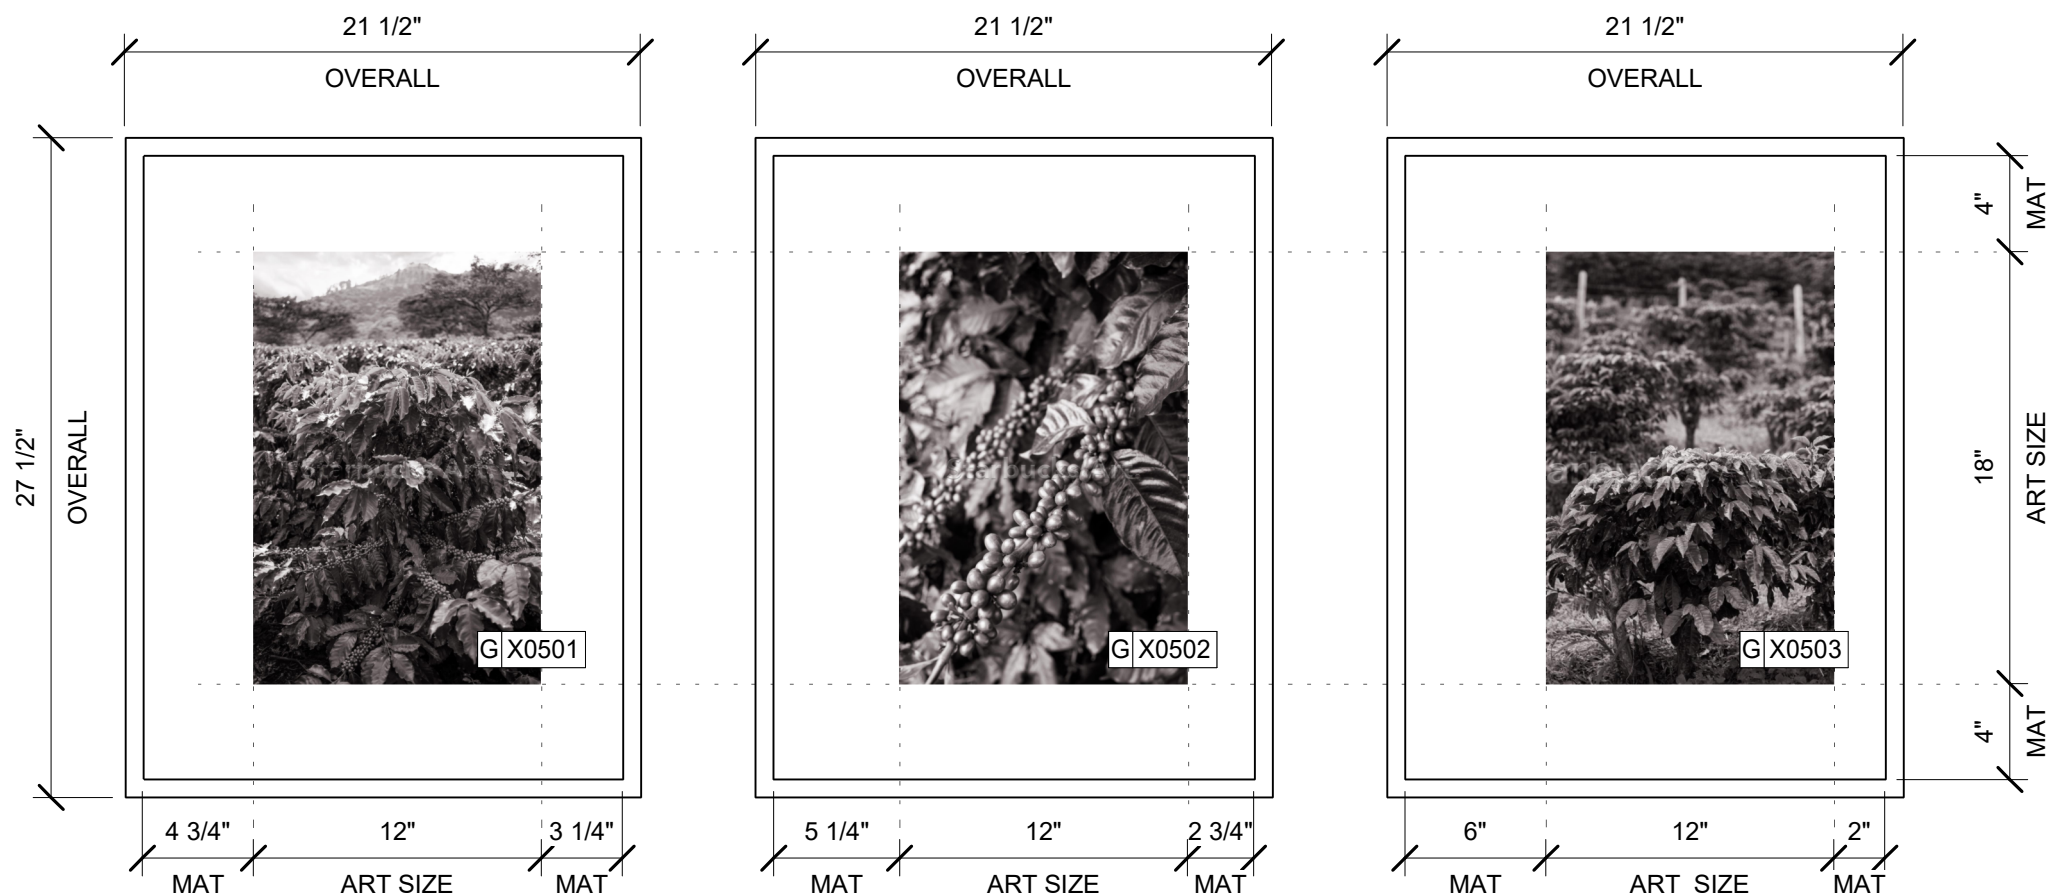 21 1/2" 21 1/2" 21 1/2"
OVERALL OVERALL OVERALL
27 1/2"
OVERALL
4"
MAT
18"
ART SIZE
4"
MAT
G X0501 G X0502 G X0503
4 3/4" 12" 3 1/4" 5 1/4" 12" 2 3/4" 6" 12" 2"
MAT ART SIZE MAT MAT ART SIZE MAT MAT ART SIZE MAT